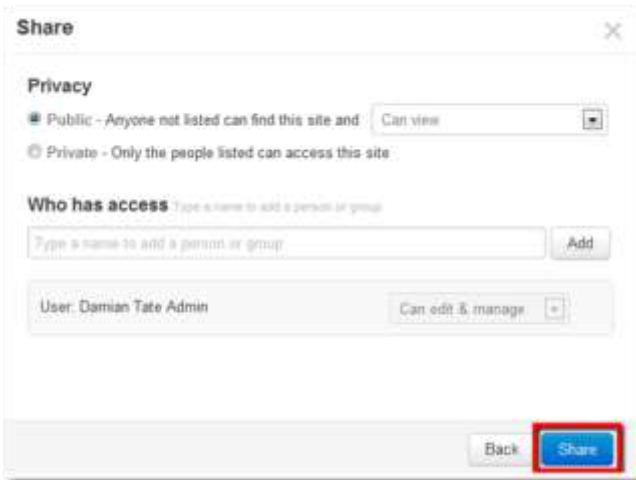 Share
Privacy
Public - Anyone not listed can find this site and Can view
Private - Only the people listed can access this site
Who has access Type a name to add a person or group
Type a name to add a person or group Add
User: Damian Tate Admin Can edit & manage
Back Share